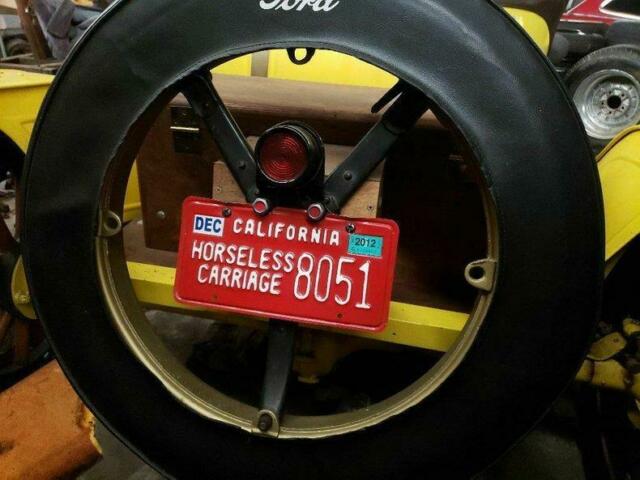 Ford
DEC CALIFORNIA 2012
HORSELESS
CARRIAGE 8051